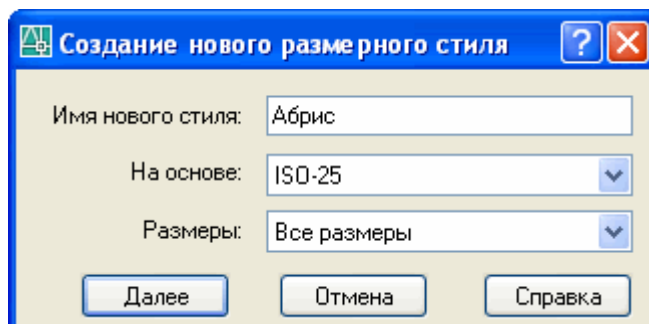 Создание нового размерного стиля
Имя нового стиля: Абрис
На основе: ISO-25
Размеры: Все размеры
Далее Отмена Справка